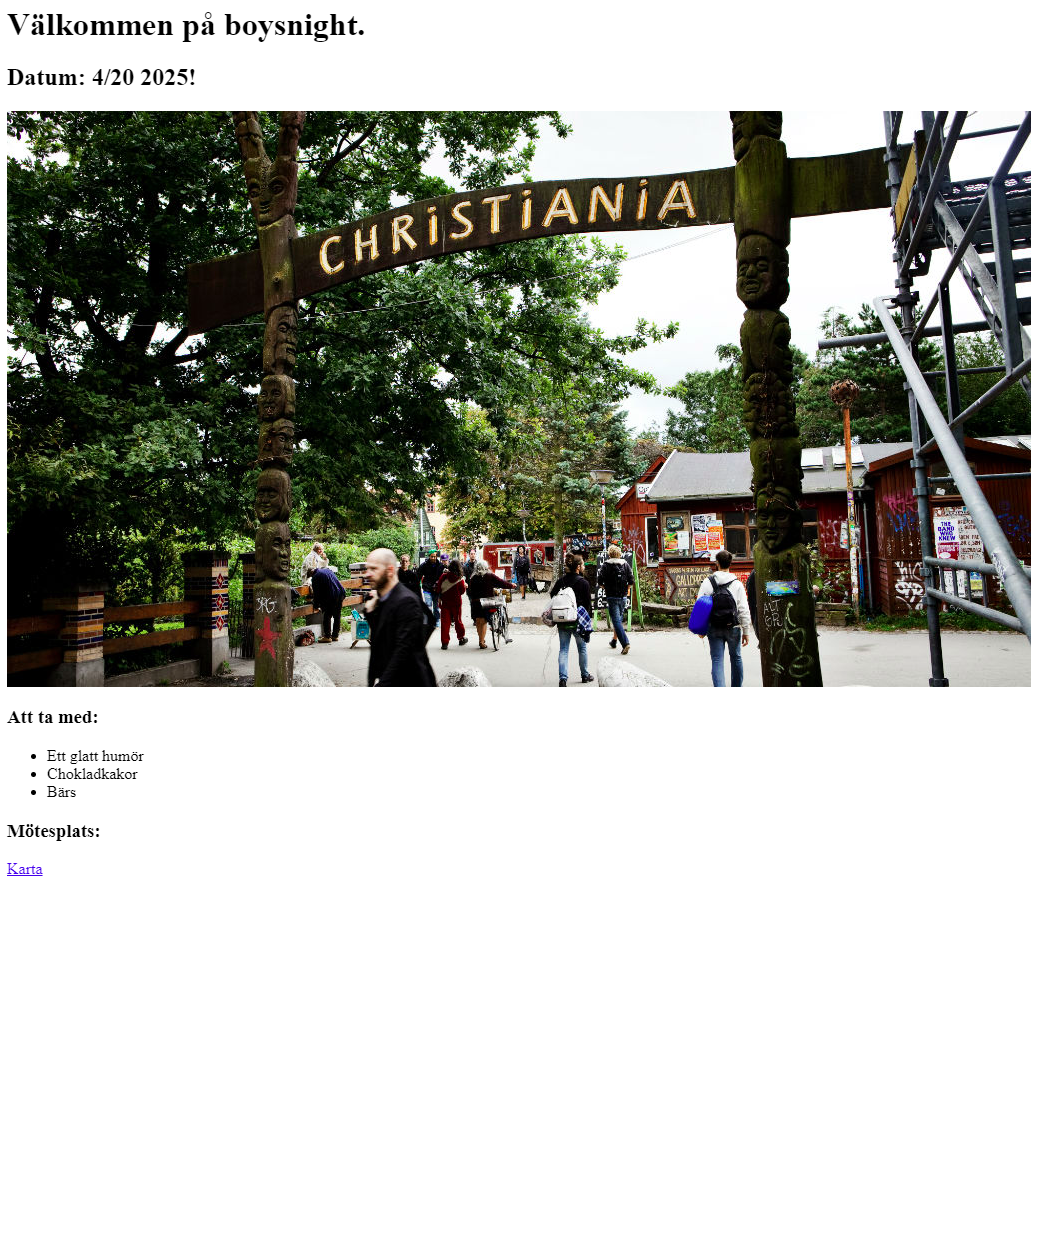 Välkommen på boysnight.
Datum: 4/20 2025!
CHRiSTiANiA
THE
BAND
WHO
KNEW
Att ta med:
Ett glatt humör
Chokladkakor
Bärs
Mötesplats:
Karta